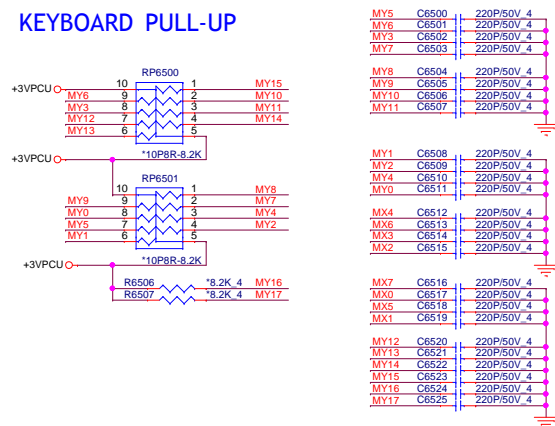 KEYBOARD PULL-UP
RP6500
+3VPCU 10 1 MY15
MY6 9 2 MY10
MY3 8 3 MY11
MY12 7 4 MY14
MY13 6 5
*10P8R-8.2K
+3VPCU
RP6501
10 1 MY8
MY9 9 2 MY7
MY0 8 3 MY4
MY5 7 4 MY2
MY1 6 5
*10P8R-8.2K
+3VPCU
R6506 *8.2K_4 MY16
R6507 *8.2K_4 MY17
MY5 C6500 220P/50V_4
MY6 C6501 220P/50V_4
MY3 C6502 220P/50V_4
MY7 C6503 220P/50V_4
MY8 C6504 220P/50V_4
MY9 C6505 220P/50V_4
MY10 C6506 220P/50V_4
MY11 C6507 220P/50V_4
MY1 C6508 220P/50V_4
MY2 C6509 220P/50V_4
MY4 C6510 220P/50V_4
MY0 C6511 220P/50V_4
MX4 C6512 220P/50V_4
MX6 C6513 220P/50V_4
MX3 C6514 220P/50V_4
MX2 C6515 220P/50V_4
MX7 C6516 220P/50V_4
MX0 C6517 220P/50V_4
MX5 C6518 220P/50V_4
MX1 C6519 220P/50V_4
MY12 C6520 220P/50V_4
MY13 C6521 220P/50V_4
MY14 C6522 220P/50V_4
MY15 C6523 220P/50V_4
MY16 C6524 220P/50V_4
MY17 C6525 220P/50V_4